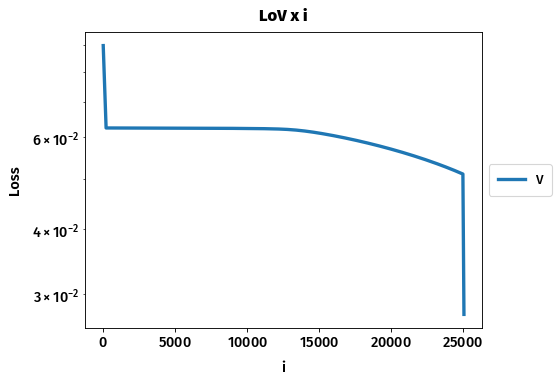 LoV x i
Loss
6 × 10⁻²
4 × 10⁻²
3 × 10⁻²
0 5000 10000 15000 20000 25000
i
V